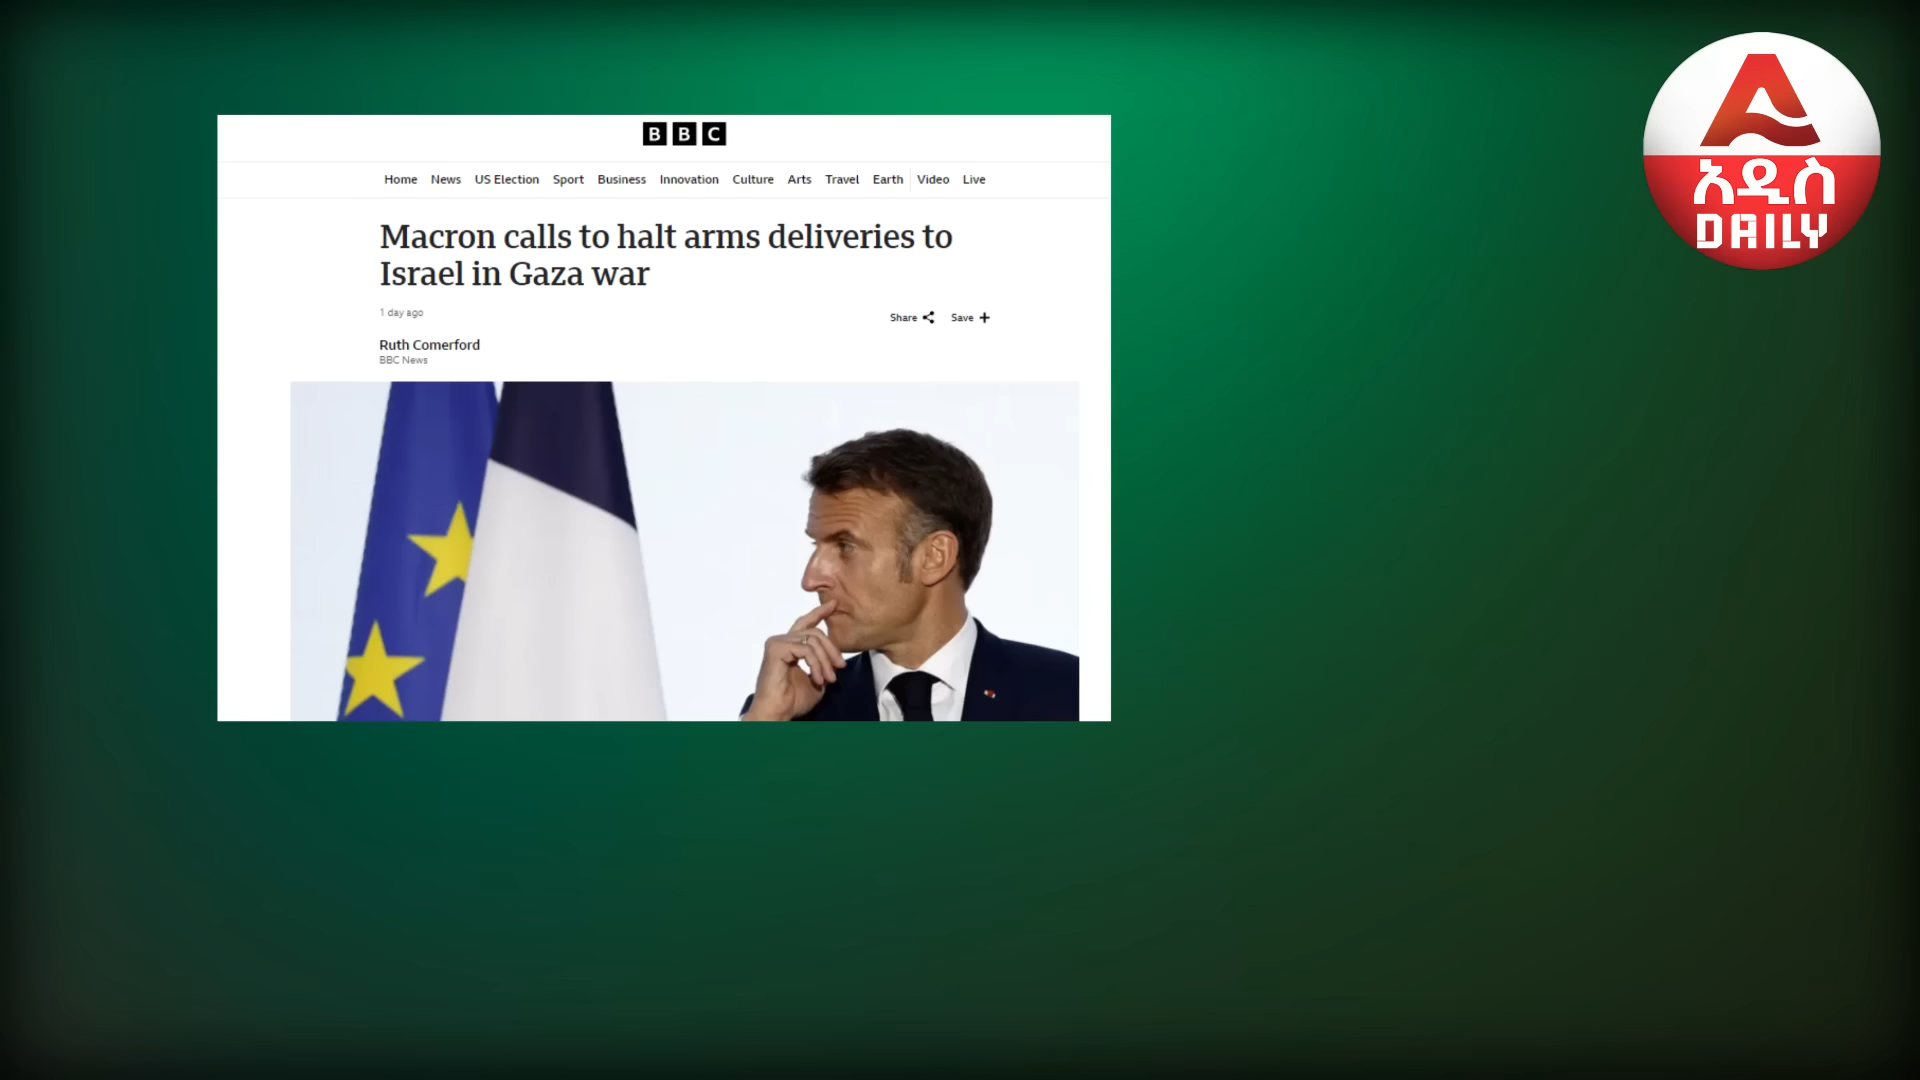 BBC
Home News US Election Sport Business Innovation Culture Arts Travel Earth Video Live
Macron calls to halt arms deliveries to
Israel in Gaza war
1 day ago
Share Save
Ruth Comerford
BBC News
አዲስ
DAILY